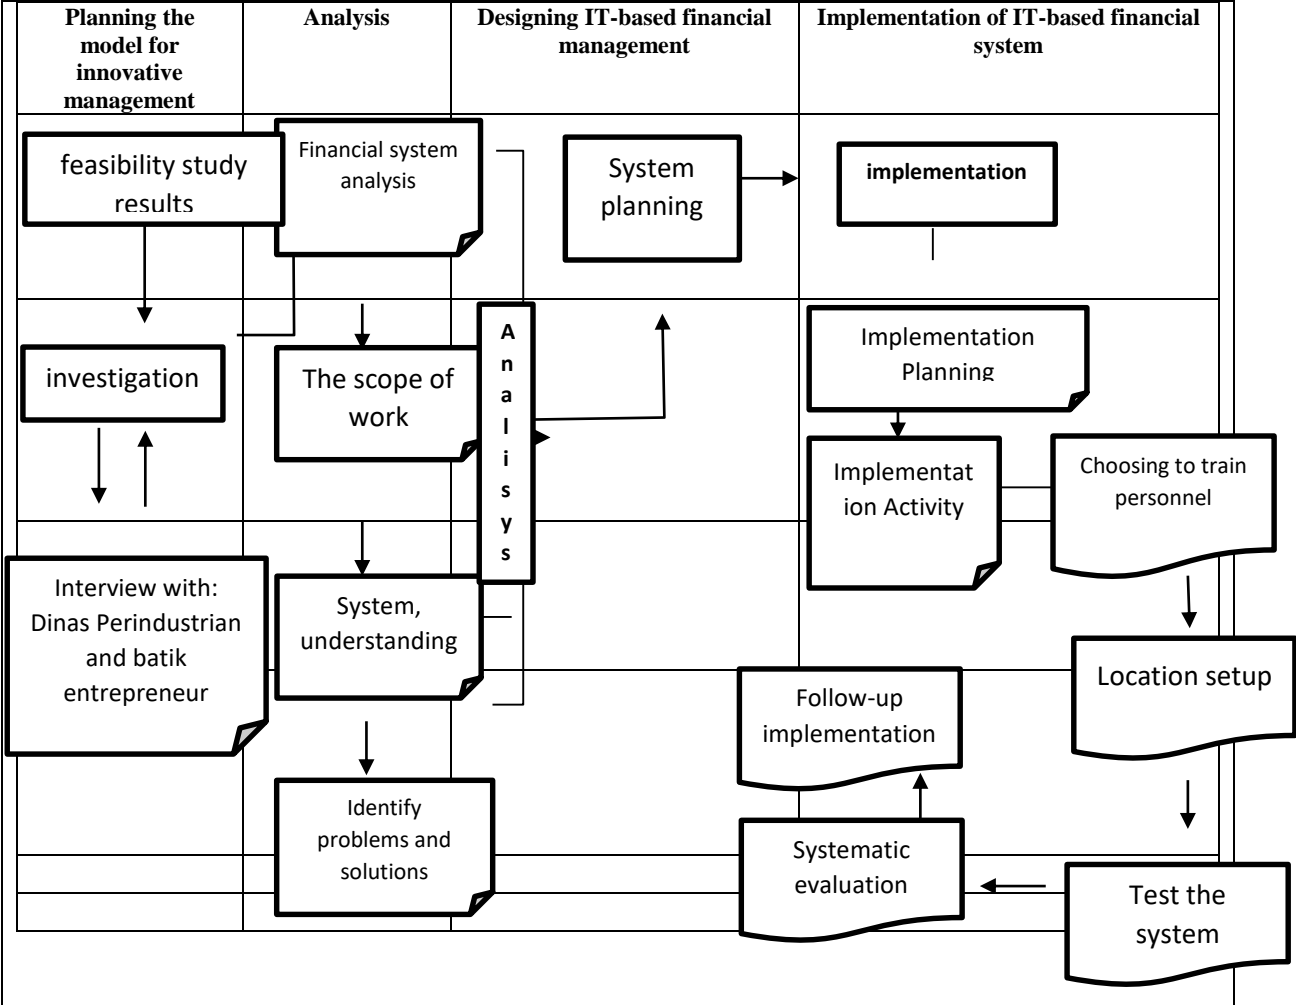 Planning the
model for
innovative
management
Analysis
Designing IT-based financial
management
Implementation of IT-based financial
system
feasibility study
results
Financial system
analysis
System
planning
implementation
investigation
The scope of
work
A
n
a
l
i
s
y
s
Implementation
Planning
Implementat
ion Activity
Choosing to train
personnel
Interview with:
Dinas Perindustrian
and batik
entrepreneur
System,
understanding
Follow-up
implementation
Location setup
Identify
problems and
solutions
Systematic
evaluation
Test the
system